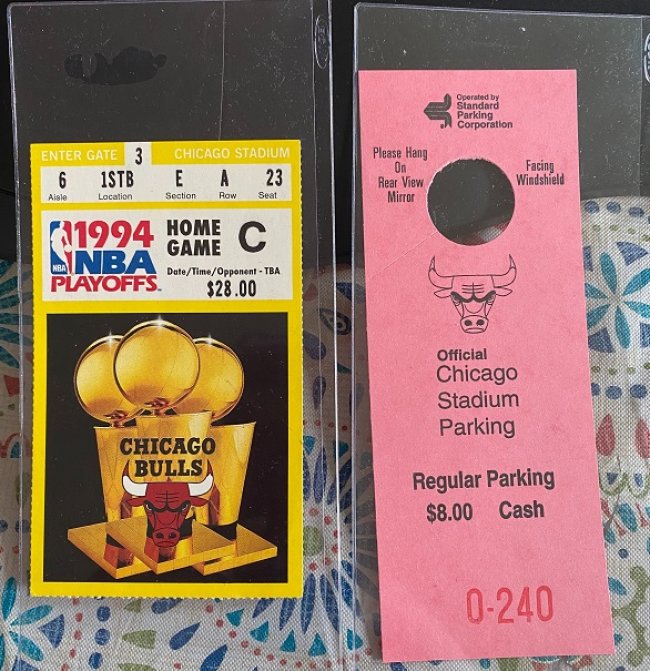 ENTER GATE 3 CHICAGO STADIUM
6 1STB E A 23
Aisle Location Section Row Seat
1994
NBA
NBA
PLAYOFFS
HOME
GAME C
Date/Time/Opponent - TBA
$28.00
CHICAGO
BULLS
Operated by
Standard
Parking
Corporation
Please Hang
On
Rear View
Mirror
Facing
Windshield
Official
Chicago
Stadium
Parking
Regular Parking
$8.00 Cash
0-240